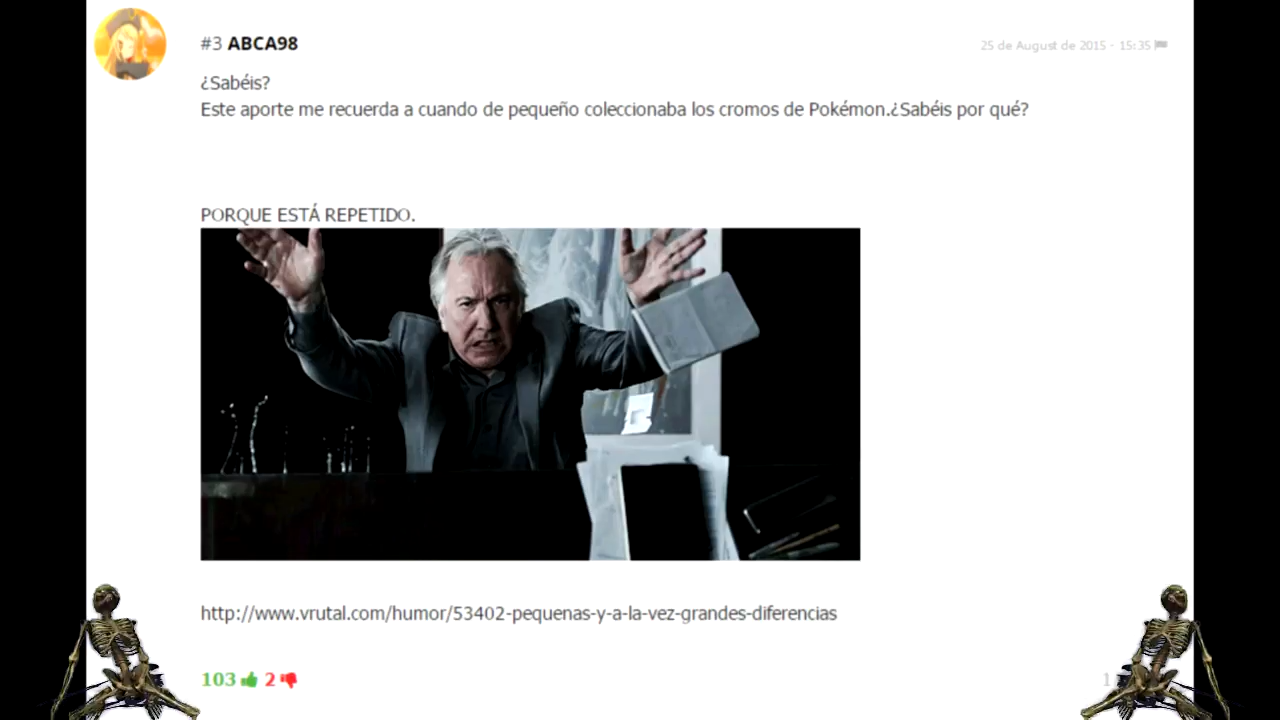 #3 ABCA98
25 de August de 2015 - 15:35
¿Sabéis?
Este aporte me recuerda a cuando de pequeño coleccionaba los cromos de Pokémon.¿Sabéis por qué?
PORQUE ESTÁ REPETIDO.
http://www.vrutal.com/humor/53402-pequenas-y-a-la-vez-grandes-diferencias
103 2